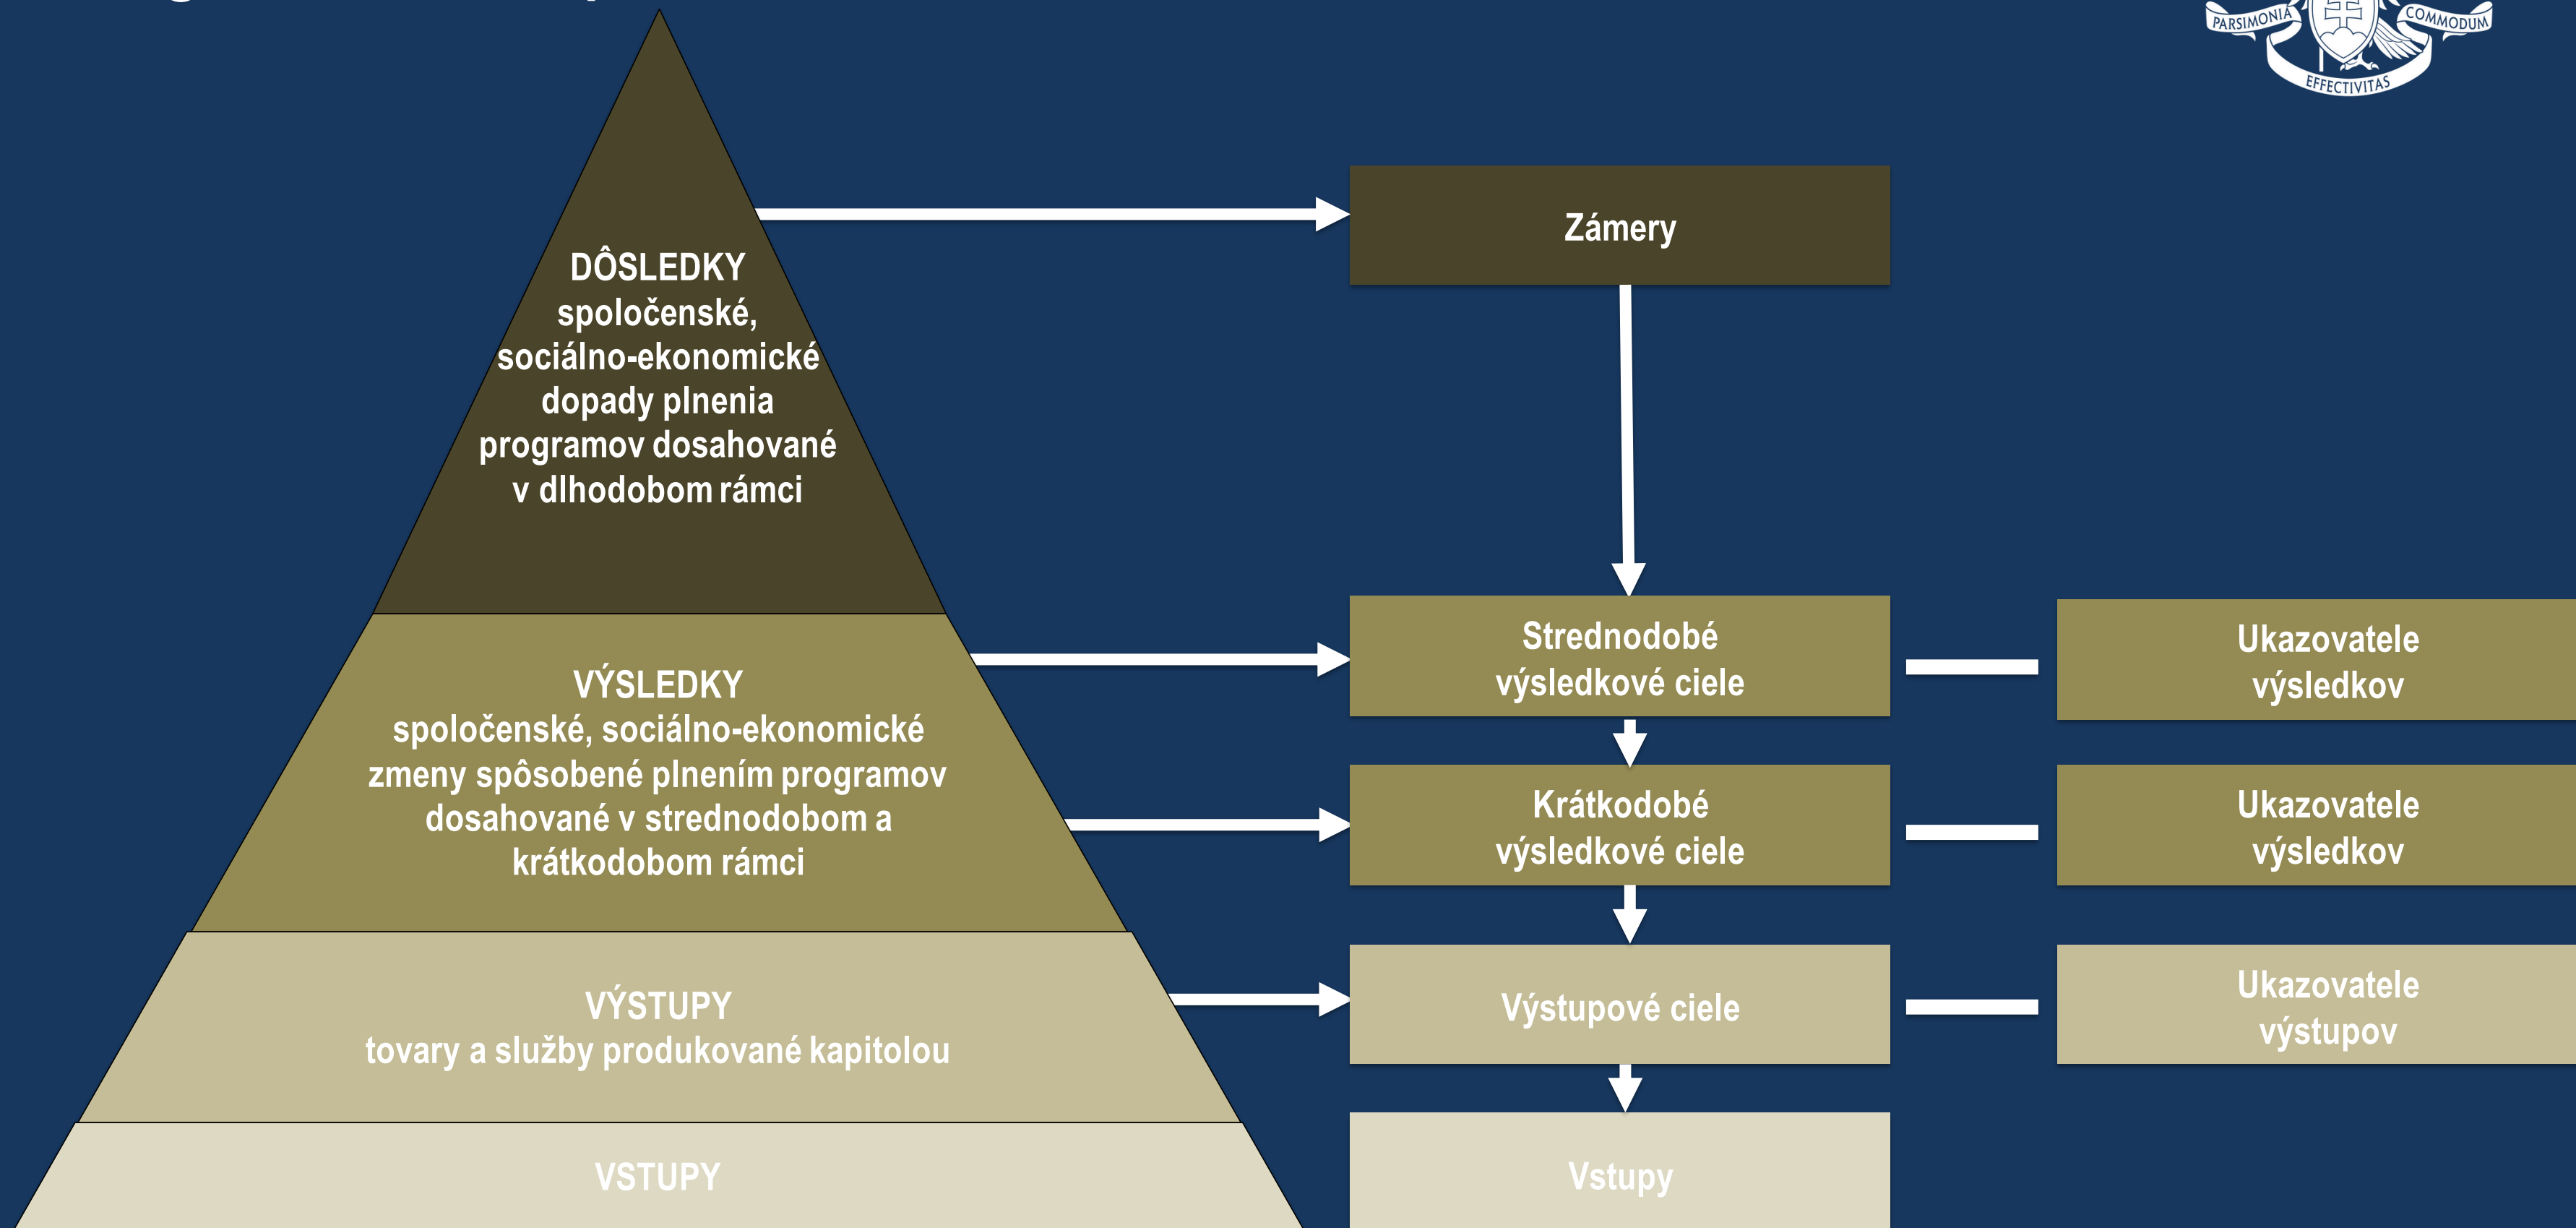 PARSIMONIA
COMMODUM
EFFECTIVITAS
DÔSLEDKY
spoločenské,
sociálno-ekonomické
dopady plnenia
programov dosahované
v dlhodobom rámci
Zámery
VÝSLEDKY
spoločenské, sociálno-ekonomické
zmeny spôsobené plnením programov
dosahované v strednodobom a
krátkodobom rámci
Strednodobé
výsledkové ciele
Ukazovatele
výsledkov
Krátkodobé
výsledkové ciele
Ukazovatele
výsledkov
VÝSTUPY
tovary a služby produkované kapitolou
Výstupové ciele
Ukazovatele
výstupov
VSTUPY
Vstupy